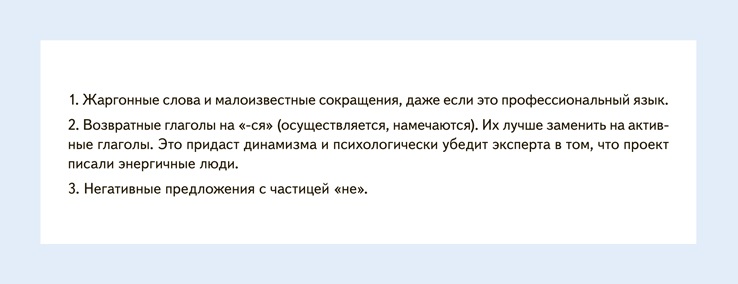 1. Жаргонные слова и малоизвестные сокращения, даже если это профессиональный язык.
2. Возвратные глаголы на «-ся» (осуществляется, намечаются). Их лучше заменить на актив-
ные глаголы. Это придаст динамизма и психологически убедит эксперта в том, что проект
писали энергичные люди.
3. Негативные предложения с частицей «не».